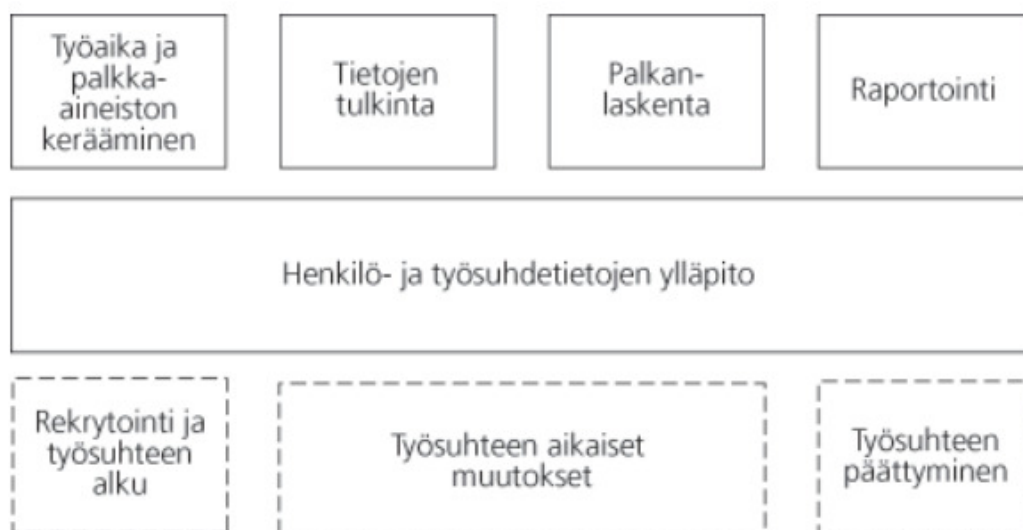 Työaika ja
palkka-
aineiston
kerääminen
Tietojen
tulkinta
Palkan-
laskenta
Raportointi
Henkilö- ja työsuhdetietojen ylläpito
Rekrytointi ja
työsuhteen
alku
Työsuhteen aikaiset
muutokset
Työsuhteen
päättyminen